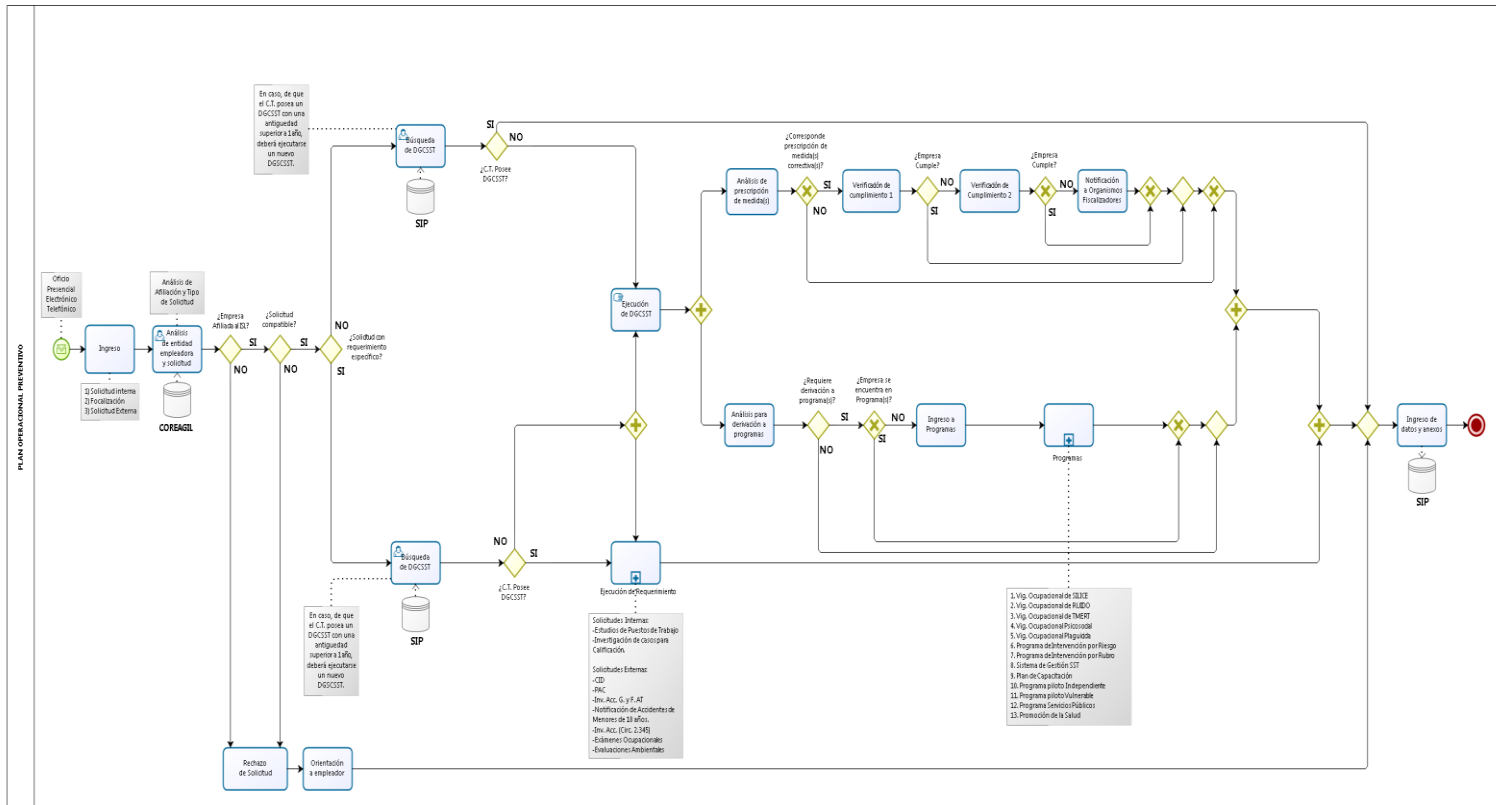 PLAN OPERACIONAL PREVENTIVO
Oficio
Presencial
Electrónico
Telefónico
Ingreso
1) Solicitud interna
2) Focalización
3) Solicitud Externa
Análisis de
Afiliación y Tipo
de Solicitud
Análisis
de entidad
empleadora
y solicitud
COREAGIL
¿Empresa
Afiliada al ISL?
SI
NO
¿Solicitud
compatible?
SI
NO
¿Solicitud con
requerimiento
específico?
NO
SI
En caso, de que
el C.T. posea un
DGCSST con una
antiguedad
superior a 1 año,
deberá ejecutarse
un nuevo
DGSCSST.
Búsqueda
de DGCSST
SIP
SI
NO
¿C.T. Posee
DGCSST?
Ejecución
de DGCSST
Análisis de
prescripción
de medida(s)
¿Corresponde
prescripción de
medida(s)
correctiva(s)?
SI
NO
Verificación de
cumplimiento 1
¿Empresa
Cumple?
NO
SI
Verificación de
Cumplimiento 2
¿Empresa
Cumple?
NO
SI
Notificación
a Organismos
Fiscalizadores
Análisis para
derivación a
programas
¿Requiere
derivación a
programa(s)?
SI
NO
¿Empresa se
encuentra en
Programa(s)?
NO
SI
Ingreso a
Programas
Programas
1. Vig. Ocupacional de SILICE
2. Vig. Ocupacional de RUIDO
3. Vig. Ocupacional de TMERT
4. Vig. Ocupacional Psicosocial
5. Vig. Ocupacional Plaguicida
6. Programa de Intervención por Riesgo
7. Programa de Intervención por Rubro
8. Sistema de Gestión SST
9. Plan de Capacitación
10. Programa piloto Independiente
11. Programa piloto Vulnerable
12. Programa Servicios Públicos
13. Promoción de la Salud
Búsqueda
de DGCSST
SIP
En caso, de que
el C.T. posea un
DGCSST con una
antiguedad
superior a 1 año,
deberá ejecutarse
un nuevo
DGSCSST.
NO
SI
¿C.T. Posee
DGCSST?
Ejecución de Requerimiento
Solicitudes Internas:
-Estudios de Puestos de Trabajo
-Investigación de casos para
Calificación.
Solicitudes Externas:
-CID
-PAC
-Inv. Acc. G. y F. AT
-Notificación de Accidentes de
Menores de 18 años.
-Inv. Acc. (Circ. 2.345)
-Exámenes Ocupacionales
-Evaluaciones Ambientales
Ingreso de
datos y anexos
SIP
Rechazo
de Solicitud
Orientación
a empleador